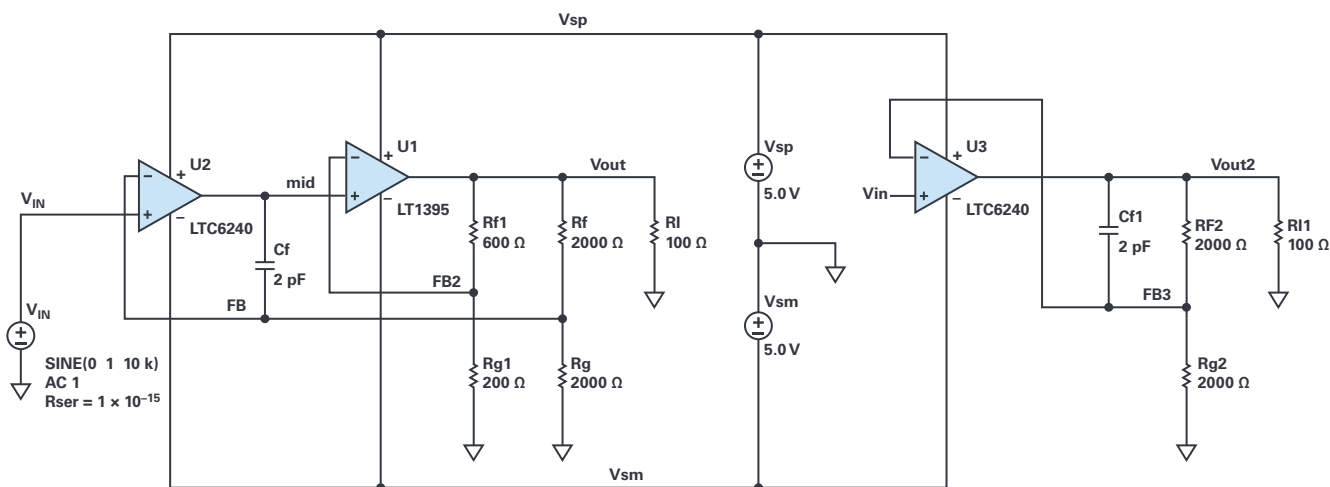 Vsp
U2
+
−
+
−
LTC6240
V_IN
V_IN
SINE(0 1 10 k)
AC 1
Rser = 1 × 10⁻¹⁵
mid
Cf
2 pF
FB
U1
+
−
+
−
LT1395
Vout
Rf1
600 Ω
Rf
2000 Ω
Rl
100 Ω
FB2
Rg1
200 Ω
Rg
2000 Ω
Vsp
+
−
5.0 V
Vsm
+
−
5.0 V
Vsm
U3
+
−
+
−
Vin
LTC6240
Vout2
Cf1
2 pF
RF2
2000 Ω
Rl1
100 Ω
FB3
Rg2
2000 Ω